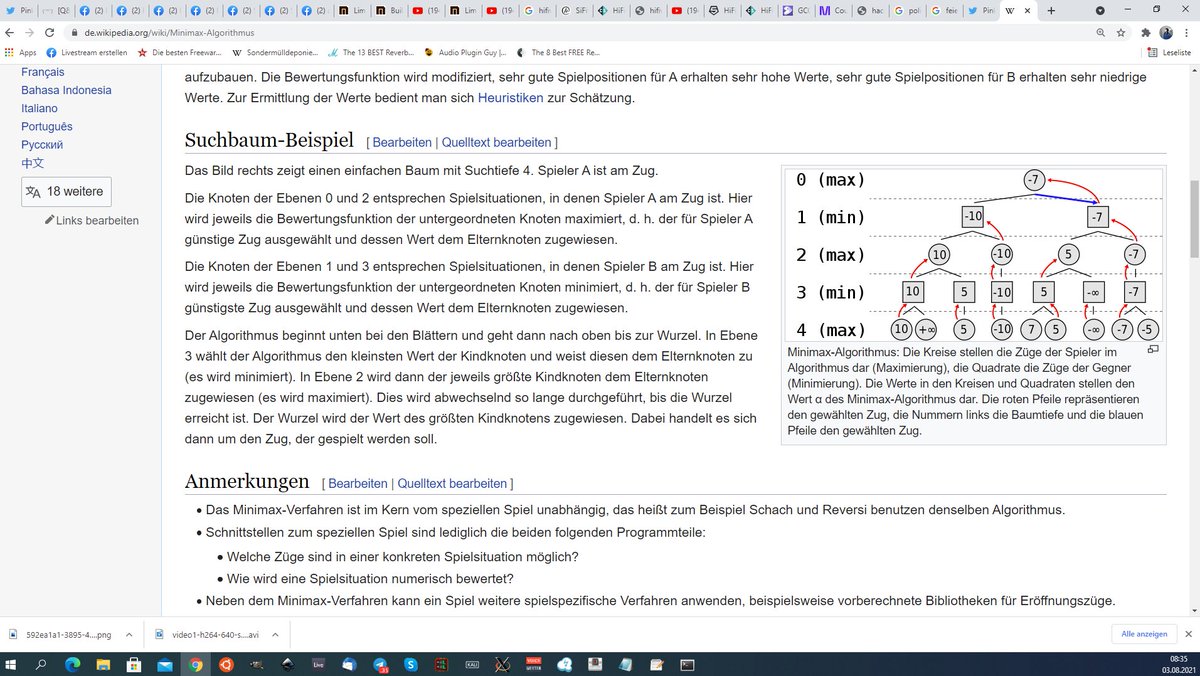 Pin
[Q&
(2)
(2)
(2)
(2)
(2)
(2)
(2)
Lim
Buil
(19
Lim
(19
hifi
SiF
HiF
hifi
(19
HiF
HiF
GCC
Cou
hac
poli
feie
Pin
de.wikipedia.org/wiki/Minimax-Algorithmus
Apps Livestream erstellen Die besten Freewar... Sondermülldeponie... The 13 BEST Reverb... Audio Plugin Guy |... The 8 Best FREE Re... Leseliste
Français
Bahasa Indonesia
Italiano
Português
Русский
中文
18 weitere
Links bearbeiten
aufzubauen. Die Bewertungsfunktion wird modifiziert, sehr gute Spielpositionen für A erhalten sehr hohe Werte, sehr gute Spielpositionen für B erhalten sehr niedrige
Werte. Zur Ermittlung der Werte bedient man sich Heuristiken zur Schätzung.
Suchbaum-Beispiel [ Bearbeiten | Quelltext bearbeiten ]
Das Bild rechts zeigt einen einfachen Baum mit Suchtiefe 4. Spieler A ist am Zug.
Die Knoten der Ebenen 0 und 2 entsprechen Spielsituationen, in denen Spieler A am Zug ist. Hier
wird jeweils die Bewertungsfunktion der untergeordneten Knoten maximiert, d. h. der für Spieler A
günstige Zug ausgewählt und dessen Wert dem Elternknoten zugewiesen.
Die Knoten der Ebenen 1 und 3 entsprechen Spielsituationen, in denen Spieler B am Zug ist. Hier
wird jeweils die Bewertungsfunktion der untergeordneten Knoten minimiert, d. h. der für Spieler B
günstigste Zug ausgewählt und dessen Wert dem Elternknoten zugewiesen.
Der Algorithmus beginnt unten bei den Blättern und geht dann nach oben bis zur Wurzel. In Ebene
3 wählt der Algorithmus den kleinsten Wert der Kindknoten und weist diesen dem Elternknoten zu
(es wird minimiert). In Ebene 2 wird dann der jeweils größte Kindknoten dem Elternknoten
zugewiesen (es wird maximiert). Dies wird abwechselnd so lange durchgeführt, bis die Wurzel
erreicht ist. Der Wurzel wird der Wert des größten Kindknotens zugewiesen. Dabei handelt es sich
dann um den Zug, der gespielt werden soll.
0 (max) -7
1 (min) -10 -7
2 (max) 10 -10 5 -7
3 (min) 10 5 -10 5 -∞ -7
4 (max) 10 +∞ 5 -10 7 5 -∞ -7 -5
Minimax-Algorithmus: Die Kreise stellen die Züge der Spieler im
Algorithmus dar (Maximierung), die Quadrate die Züge der Gegner
(Minimierung). Die Werte in den Kreisen und Quadraten stellen den
Wert α des Minimax-Algorithmus dar. Die roten Pfeile repräsentieren
den gewählten Zug, die Nummern links die Baumtiefe und die blauen
Pfeile den gewählten Zug.
Anmerkungen [ Bearbeiten | Quelltext bearbeiten ]
• Das Minimax-Verfahren ist im Kern vom speziellen Spiel unabhängig, das heißt zum Beispiel Schach und Reversi benutzen denselben Algorithmus.
• Schnittstellen zum speziellen Spiel sind lediglich die beiden folgenden Programmteile:
• Welche Züge sind in einer konkreten Spielsituation möglich?
• Wie wird eine Spielsituation numerisch bewertet?
• Neben dem Minimax-Verfahren kann ein Spiel weitere spielspezifische Verfahren anwenden, beispielsweise vorberechnete Bibliotheken für Eröffnungszüge.
592ea1a1-3895-4....png video1-h264-640-s....avi Alle anzeigen
Live
KAU
08:35
03.08.2021